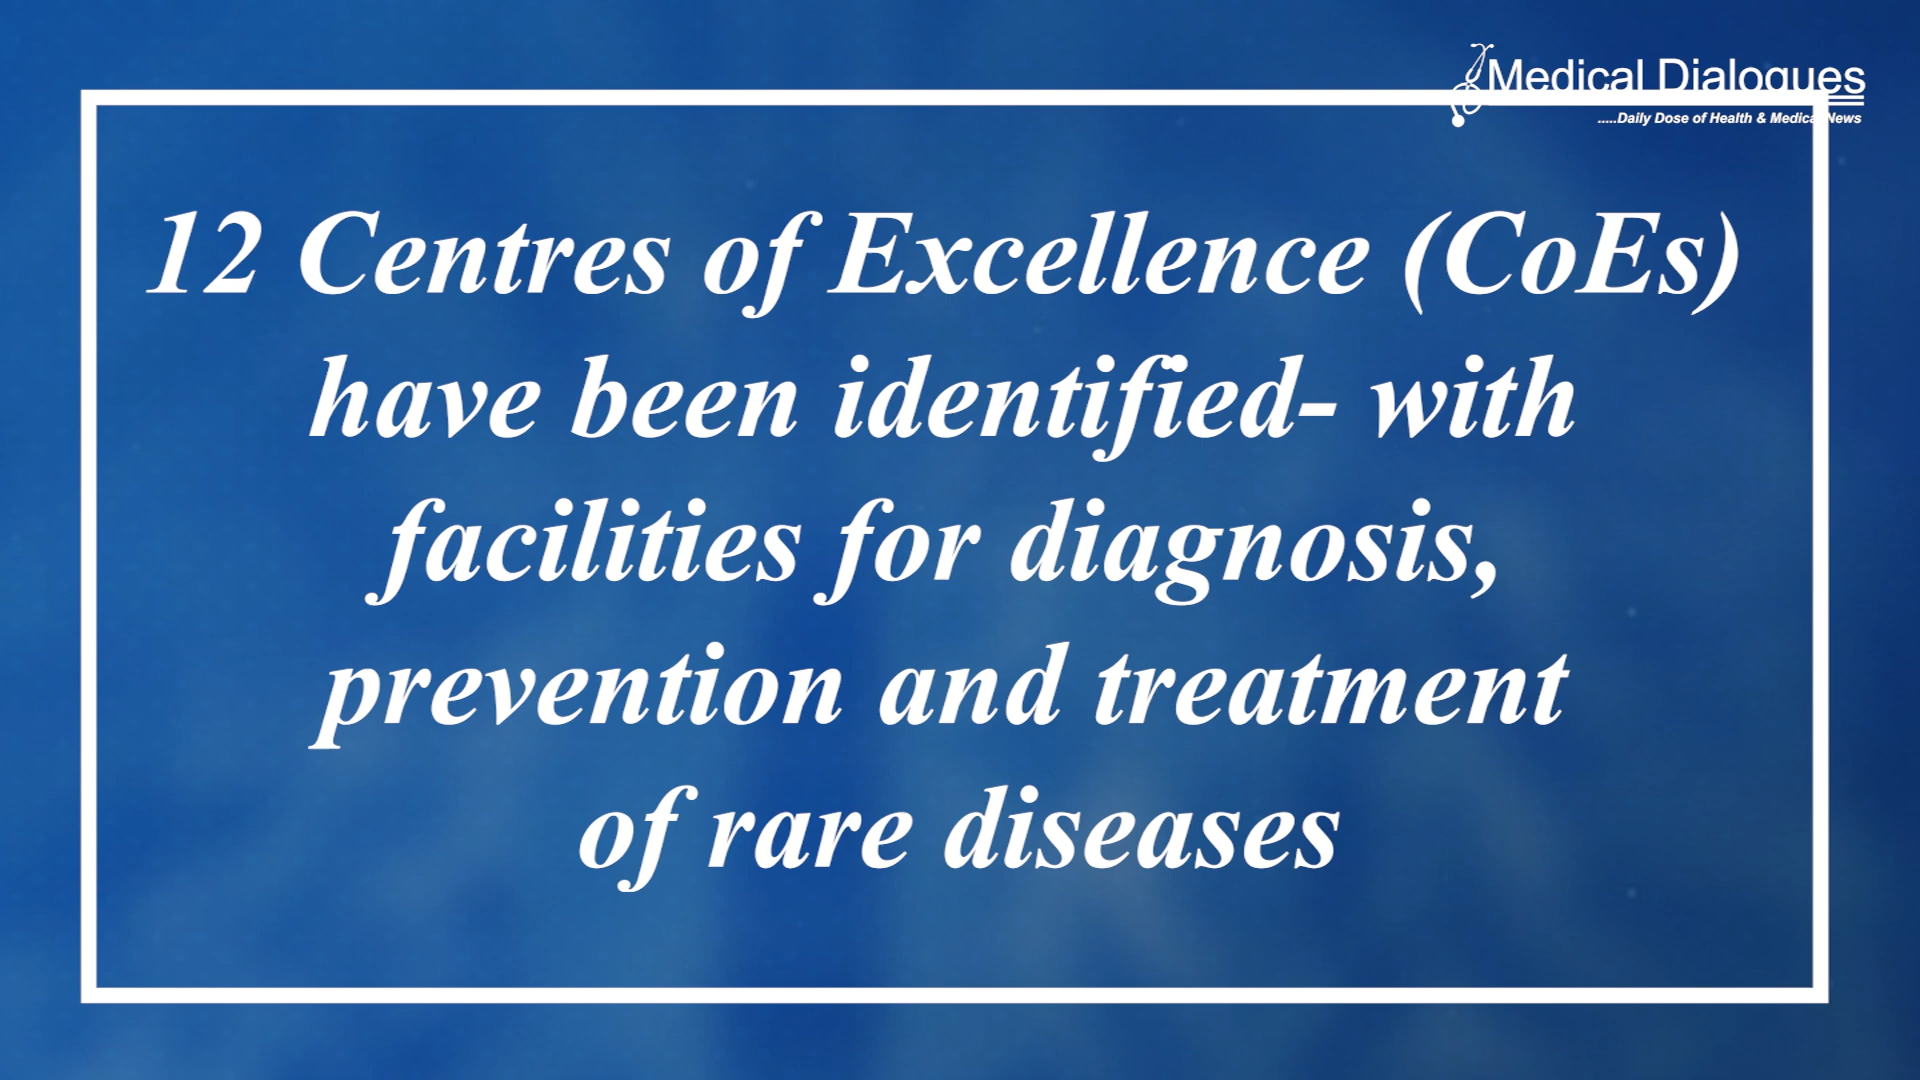 Medical Dialogues
.....Daily Dose of Health & Medical News
12 Centres of Excellence (CoEs)
have been identified- with
facilities for diagnosis,
prevention and treatment
of rare diseases